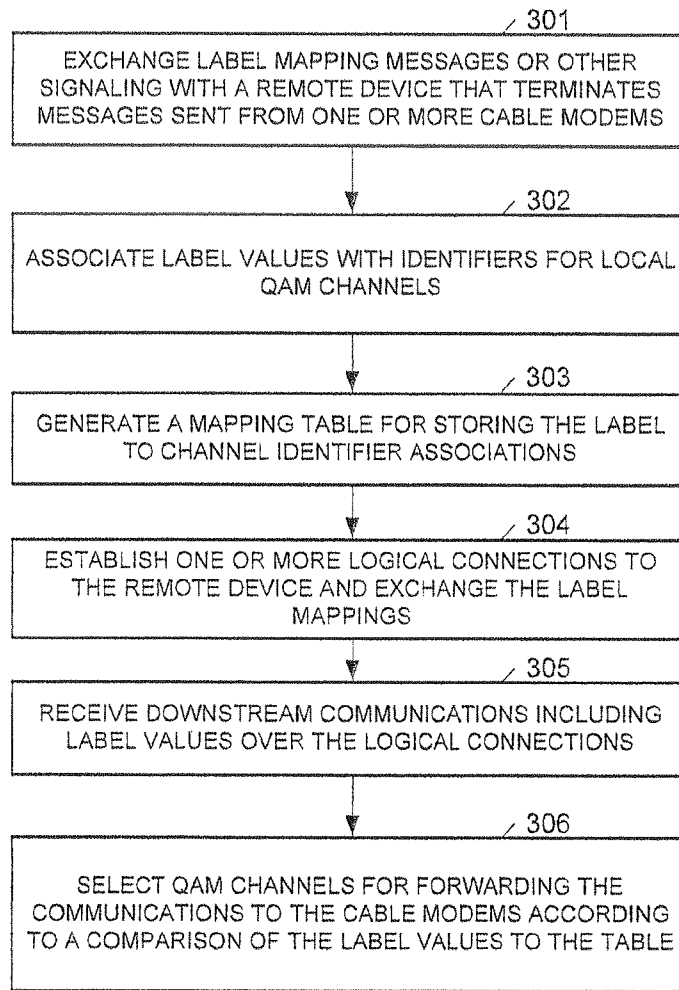 301
EXCHANGE LABEL MAPPING MESSAGES OR OTHER
SIGNALING WITH A REMOTE DEVICE THAT TERMINATES
MESSAGES SENT FROM ONE OR MORE CABLE MODEMS
302
ASSOCIATE LABEL VALUES WITH IDENTIFIERS FOR LOCAL
QAM CHANNELS
303
GENERATE A MAPPING TABLE FOR STORING THE LABEL
TO CHANNEL IDENTIFIER ASSOCIATIONS
304
ESTABLISH ONE OR MORE LOGICAL CONNECTIONS TO
THE REMOTE DEVICE AND EXCHANGE THE LABEL
MAPPINGS
305
RECEIVE DOWNSTREAM COMMUNICATIONS INCLUDING
LABEL VALUES OVER THE LOGICAL CONNECTIONS
306
SELECT QAM CHANNELS FOR FORWARDING THE
COMMUNICATIONS TO THE CABLE MODEMS ACCORDING
TO A COMPARISON OF THE LABEL VALUES TO THE TABLE